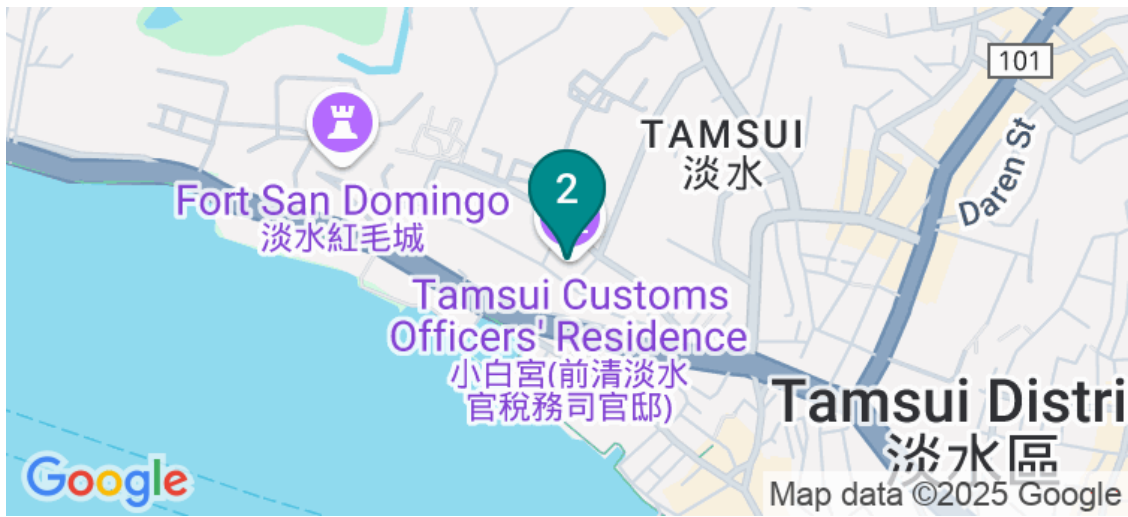 101
TAMSUI
淡水
Daren St
2
Fort San Domingo
淡水紅毛城
Tamsui Customs
Officers' Residence
小白宮(前清淡水
官稅務司官邸)
Tamsui Distri
淡水區
Google
Map data ©2025 Google